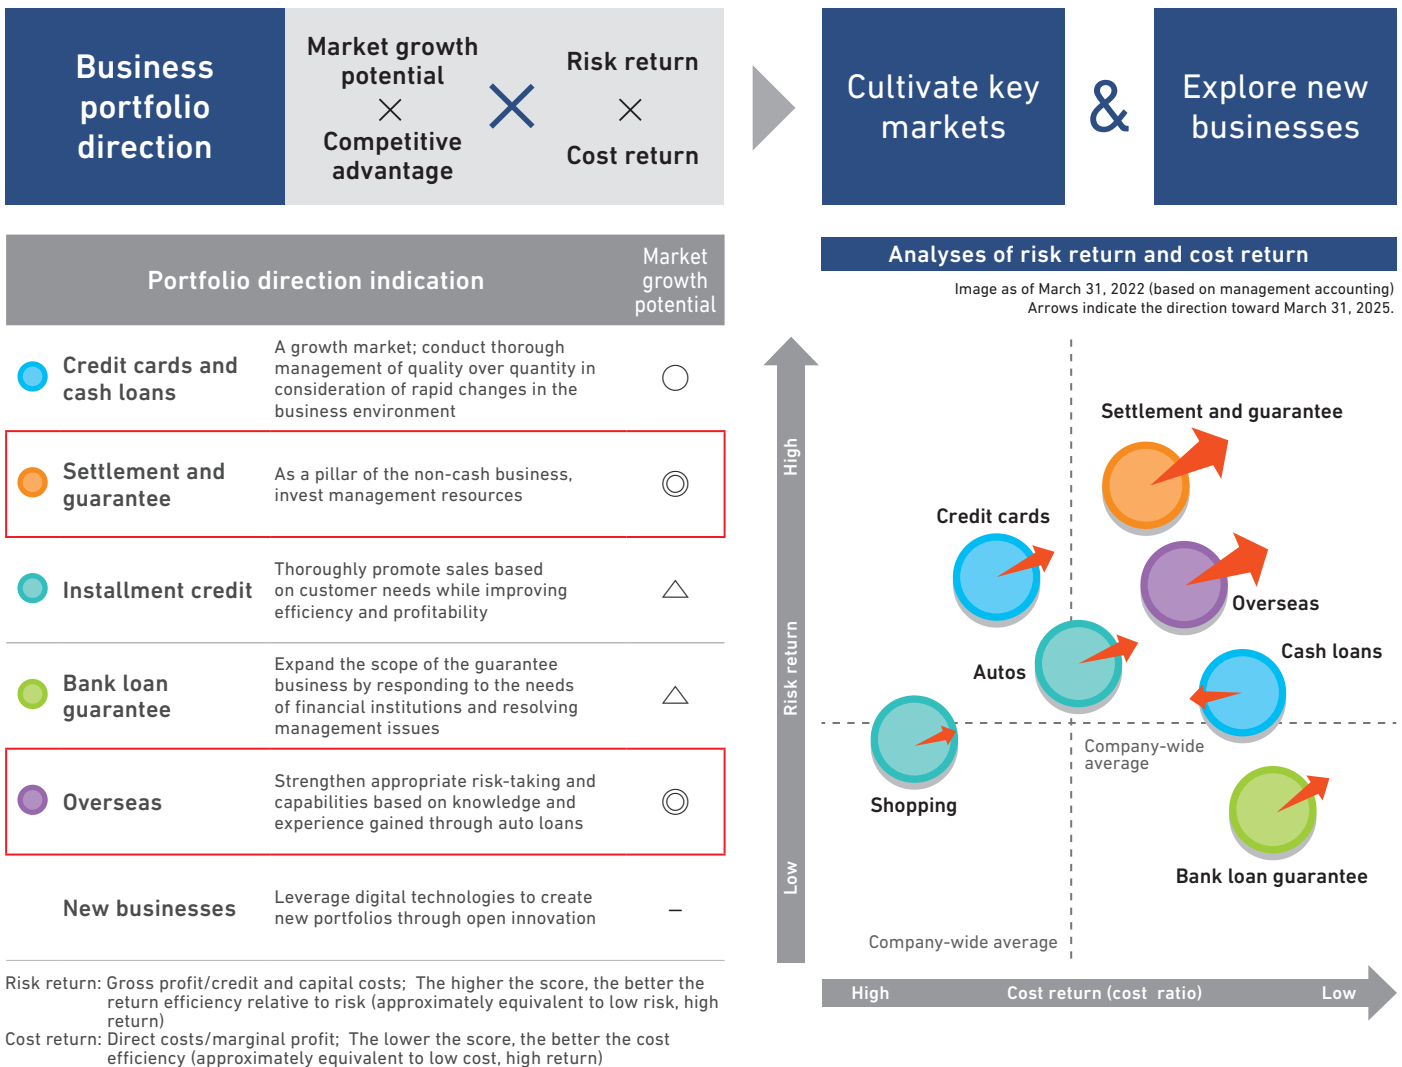 Business
portfolio
direction
Market growth
potential
×
Competitive
advantage
×
Risk return
×
Cost return
Cultivate key
markets
&
Explore new
businesses
Portfolio direction indication
Market
growth
potential
Credit cards and
cash loans
A growth market; conduct thorough
management of quality over quantity in
consideration of rapid changes in the
business environment
○
Settlement and
guarantee
As a pillar of the non-cash business,
invest management resources
◎
Installment credit
Thoroughly promote sales based
on customer needs while improving
efficiency and profitability
△
Bank loan
guarantee
Expand the scope of the guarantee
business by responding to the needs
of financial institutions and resolving
management issues
△
Overseas
Strengthen appropriate risk-taking and
capabilities based on knowledge and
experience gained through auto loans
◎
New businesses
Leverage digital technologies to create
new portfolios through open innovation
–
Risk return: Gross profit/credit and capital costs; The higher the score, the better the
return efficiency relative to risk (approximately equivalent to low risk, high
return)
Cost return: Direct costs/marginal profit; The lower the score, the better the cost
efficiency (approximately equivalent to low cost, high return)
Analyses of risk return and cost return
Image as of March 31, 2022 (based on management accounting)
Arrows indicate the direction toward March 31, 2025.
High
Risk return
Low
Settlement and guarantee
Credit cards
Overseas
Cash loans
Autos
Company-wide
average
Shopping
Bank loan guarantee
Company-wide average
High
Cost return (cost ratio)
Low